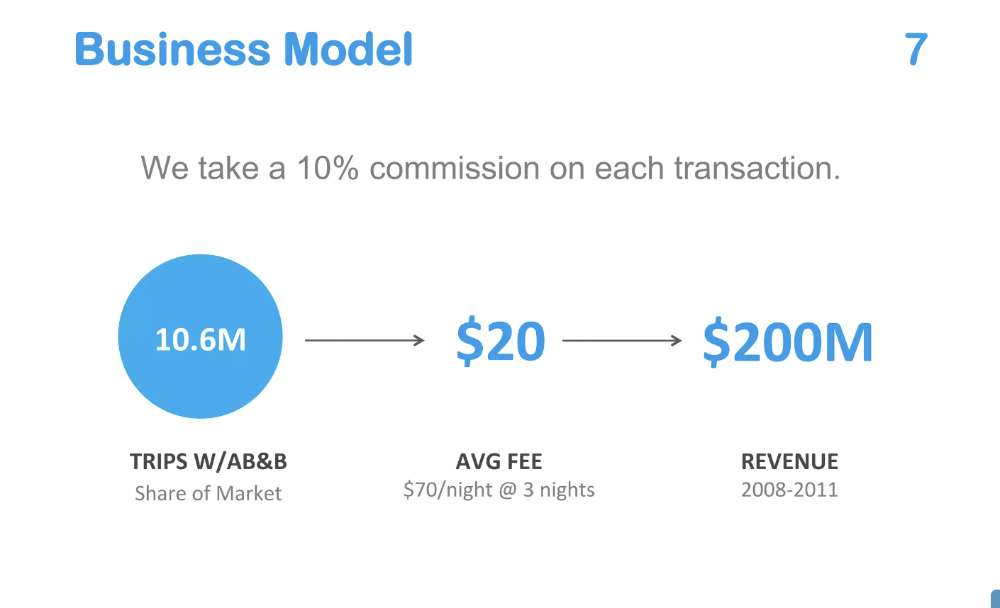 Business Model
7
We take a 10% commission on each transaction.
10.6M
$20
$200M
TRIPS W/AB&B
Share of Market
AVG FEE
$70/night @ 3 nights
REVENUE
2008-2011